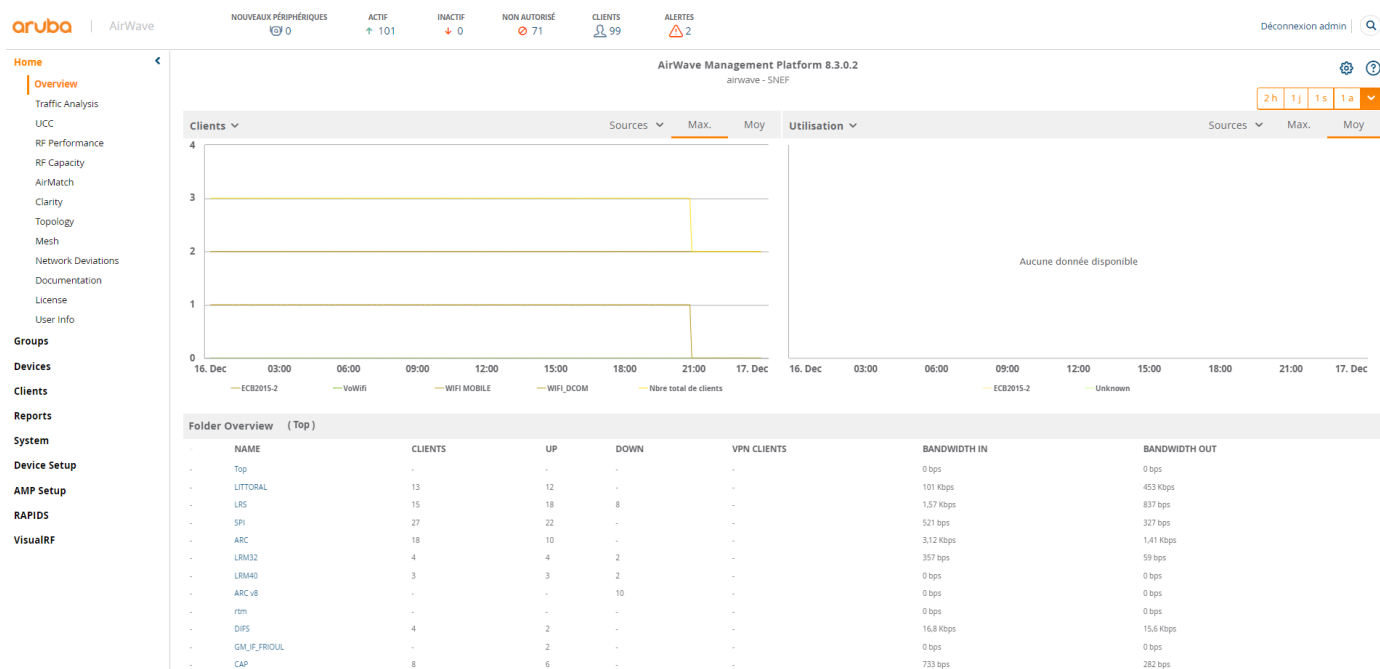 aruba AirWave
NOUVEAUX PÉRIPHÉRIQUES ACTIF INACTIF NON AUTORISÉ CLIENTS ALERTES
0 101 0 71 99 2
Déconnexion admin
Home
Overview
Traffic Analysis
UCC
RF Performance
RF Capacity
AirMatch
Clarity
Topology
Mesh
Network Deviations
Documentation
License
User Info
Groups
Devices
Clients
Reports
System
Device Setup
AMP Setup
RAPIDS
VisualRF
AirWave Management Platform 8.3.0.2
airwave - SNEF
2 h 1 j 1 s 1 a
Clients Sources Max. Moy
4
3
2
1
0
16. Dec 03:00 06:00 09:00 12:00 15:00 18:00 21:00 17. Dec
ECB2015-2 VoWifi WIFI MOBILE WIFI_DCOM Nbre total de clients
Utilisation Sources Max. Moy
Aucune donnée disponible
16. Dec 03:00 06:00 09:00 12:00 15:00 18:00 21:00 17. Dec
ECB2015-2 Unknown
Folder Overview (Top)
NAME CLIENTS UP DOWN VPN CLIENTS BANDWIDTH IN BANDWIDTH OUT
- Top - - - - 0 bps 0 bps
- LITTORAL 13 12 - - 101 Kbps 453 Kbps
- LRS 15 18 8 - 1,57 Kbps 837 bps
- SPI 27 22 - - 521 bps 327 bps
- ARC 18 10 - - 3,12 Kbps 1,41 Kbps
- LRM32 4 4 2 - 357 bps 59 bps
- LRM40 3 3 2 - 0 bps 0 bps
- ARC v8 - - 10 - 0 bps 0 bps
- rtm - - - - 0 bps 0 bps
- DIFS 4 2 - - 16,8 Kbps 15,6 Kbps
- GM_IF_FRIOUL - 2 - - 0 bps 0 bps
- CAP 8 6 - - 733 bps 282 bps